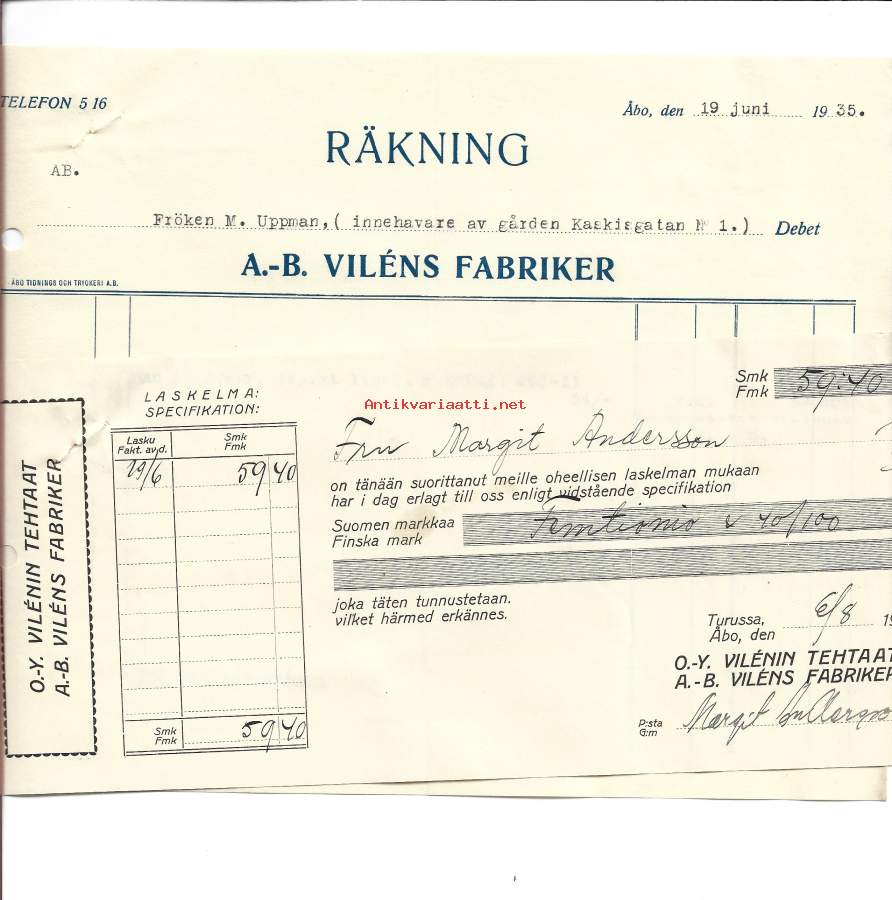 TELEFON 5 16
Åbo, den 19 juni 1935.
RÄKNING
AB.
Fröken M. Uppman,( innehavare av gården Kaskisgatan N° 1.) Debet
A.-B. VILÉNS FABRIKER
ÅBO TIDNINGS OCH TRYCKERI A.B.
Smk
Fmk 59:40
LASKELMA:
SPECIFIKATION:
Antikvariaatti.net
Lasku Smk
Fakt. av d. Fmk
19/6 59 40
Smk
Fmk 59 40
O.-Y. VILÉNIN TEHTAAT
A.-B. VILÉNS FABRIKER
Fru Margit Andersson
on tänään suorittanut meille oheellisen laskelman mukaan
har i dag erlagt till oss enligt vidstående specifikation
Suomen markkaa
Finska mark Femtionio & 40/100
joka täten tunnustetaan.
vilket härmed erkännes.
Turussa,
Åbo, den 6/8 19
O.-Y. VILÉNIN TEHTAAT
A.-B. VILÉNS FABRIKER
P:sta
G:m Margit